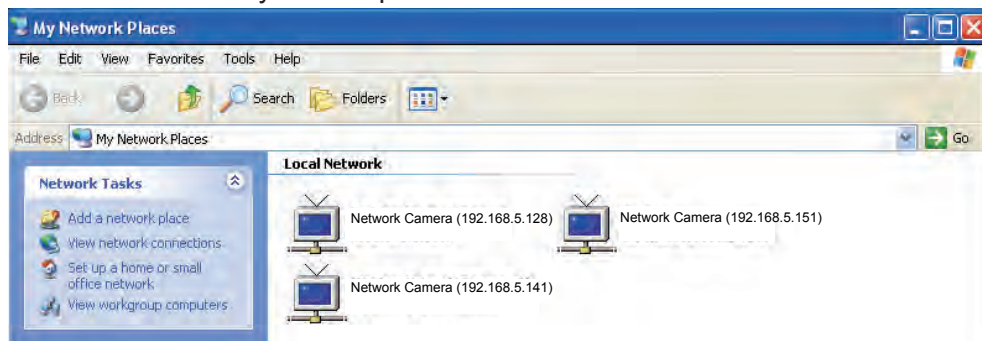 My Network Places
File Edit View Favorites Tools Help
Back Search Folders
Address My Network Places Go
Local Network
Network Tasks
Network Camera (192.168.5.128) Network Camera (192.168.5.151)
Add a network place
View network connections
Set up a home or small
office network
Network Camera (192.168.5.141)
View workgroup computers